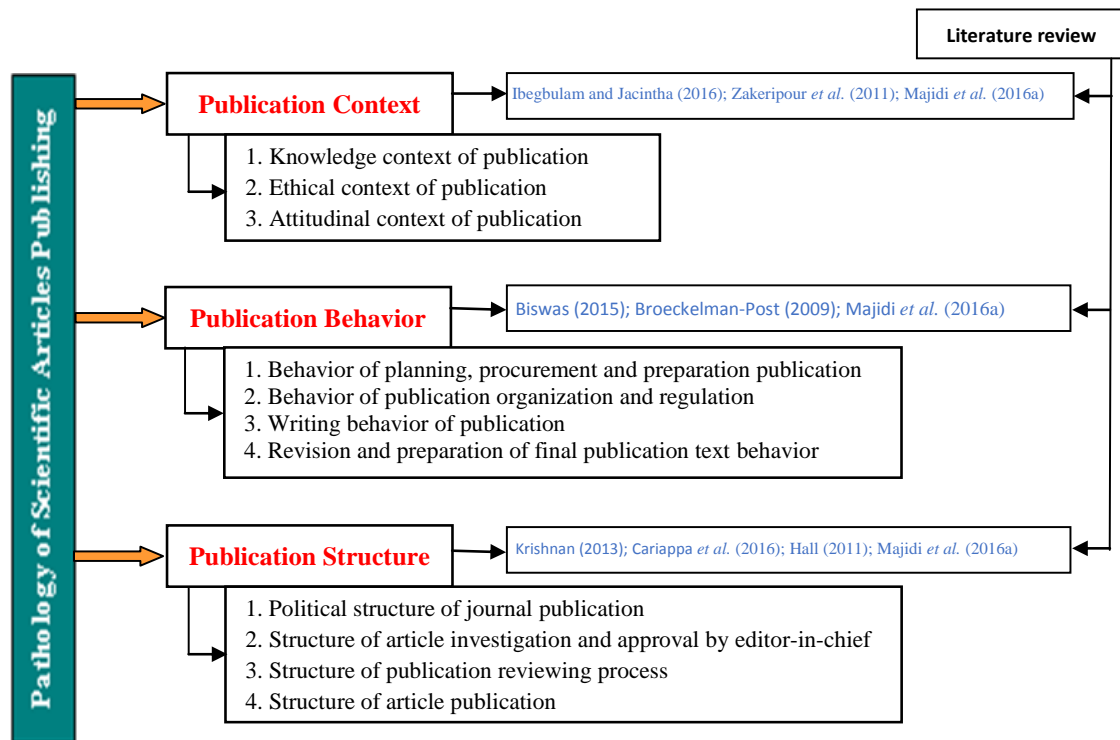 Literature review
Pathology of Scientific Articles Publishing
Publication Context
Ibegbulam and Jacintha (2016); Zakeripour et al. (2011); Majidi et al. (2016a)
1. Knowledge context of publication
2. Ethical context of publication
3. Attitudinal context of publication
Publication Behavior
Biswas (2015); Broeckelman-Post (2009); Majidi et al. (2016a)
1. Behavior of planning, procurement and preparation publication
2. Behavior of publication organization and regulation
3. Writing behavior of publication
4. Revision and preparation of final publication text behavior
Publication Structure
Krishnan (2013); Cariappa et al. (2016); Hall (2011); Majidi et al. (2016a)
1. Political structure of journal publication
2. Structure of article investigation and approval by editor-in-chief
3. Structure of publication reviewing process
4. Structure of article publication